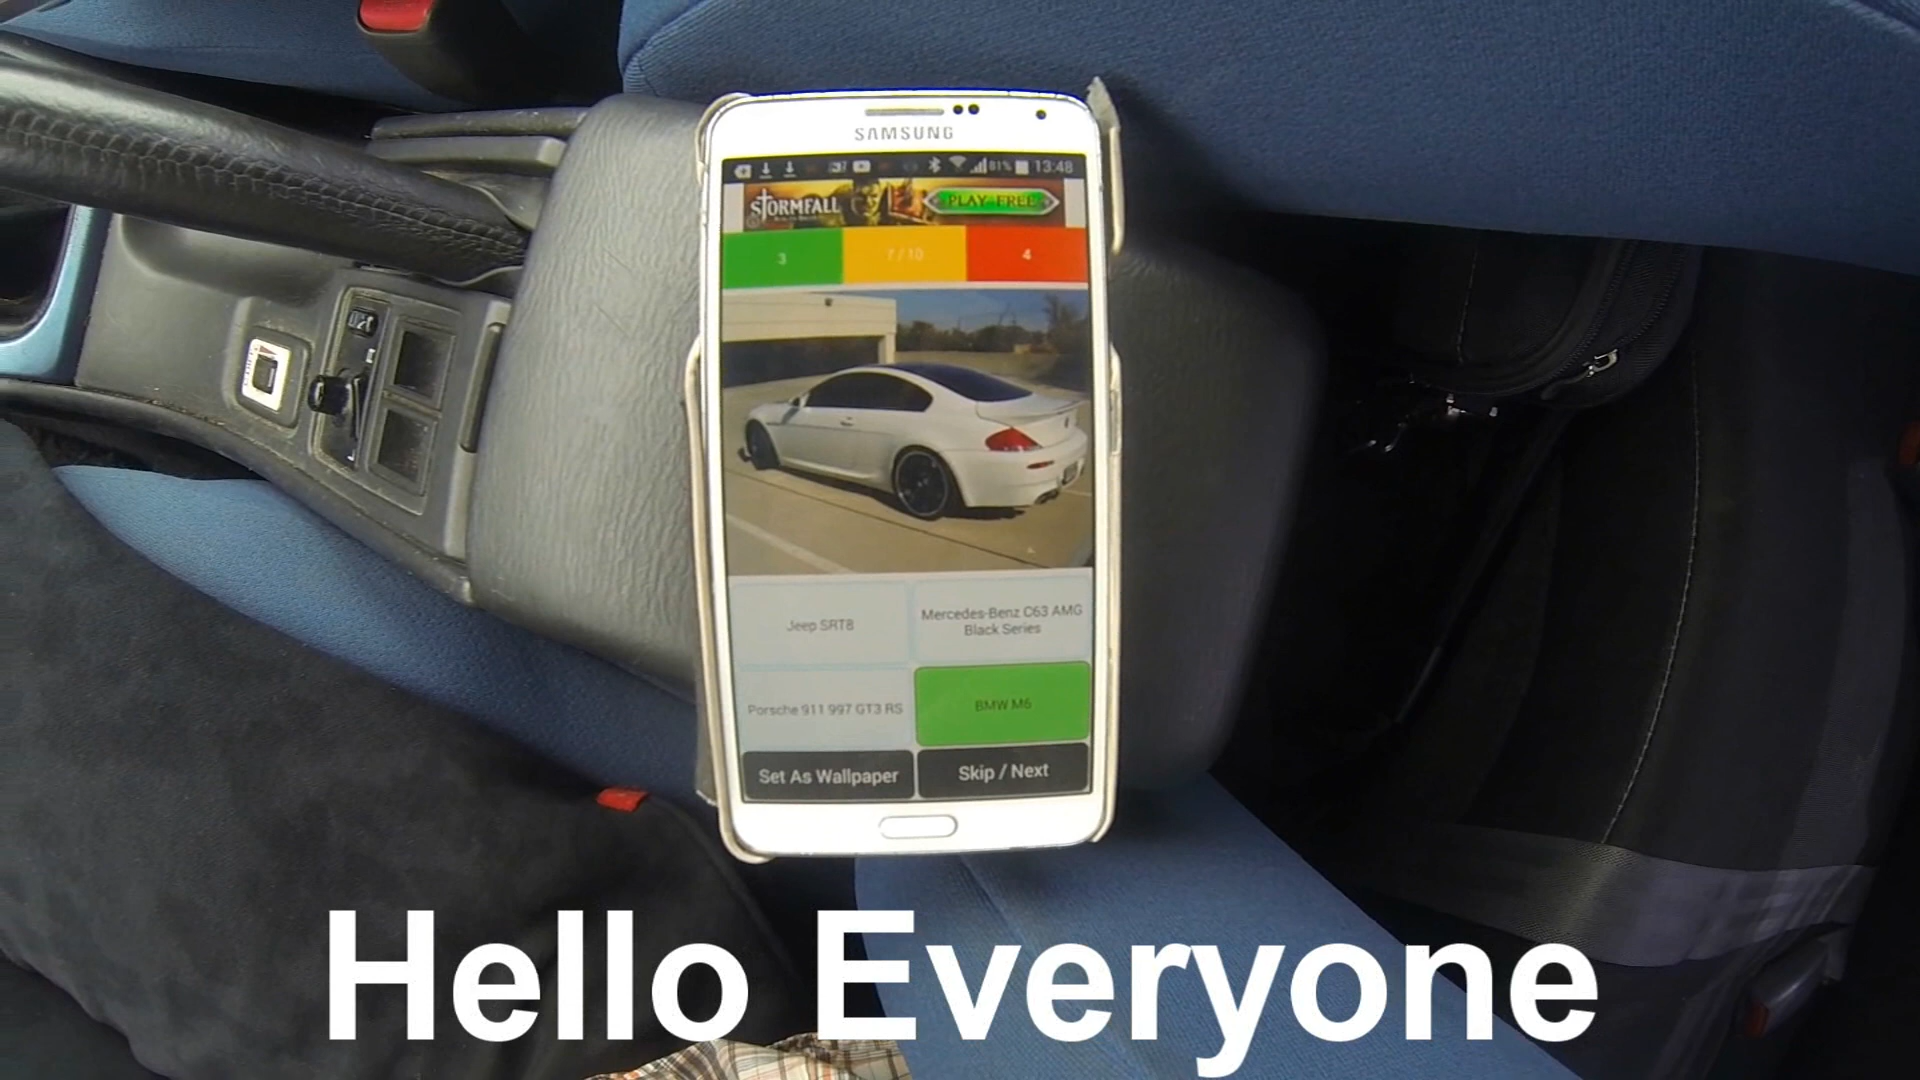 SAMSUNG
81% 13:48
STORMFALL
PLAY FREE
3
7 / 10
4
Jeep SRT8
Mercedes-Benz C63 AMG
Black Series
Porsche 911 997 GT3 RS
BMW M6
Set As Wallpaper
Skip / Next
Hello Everyone